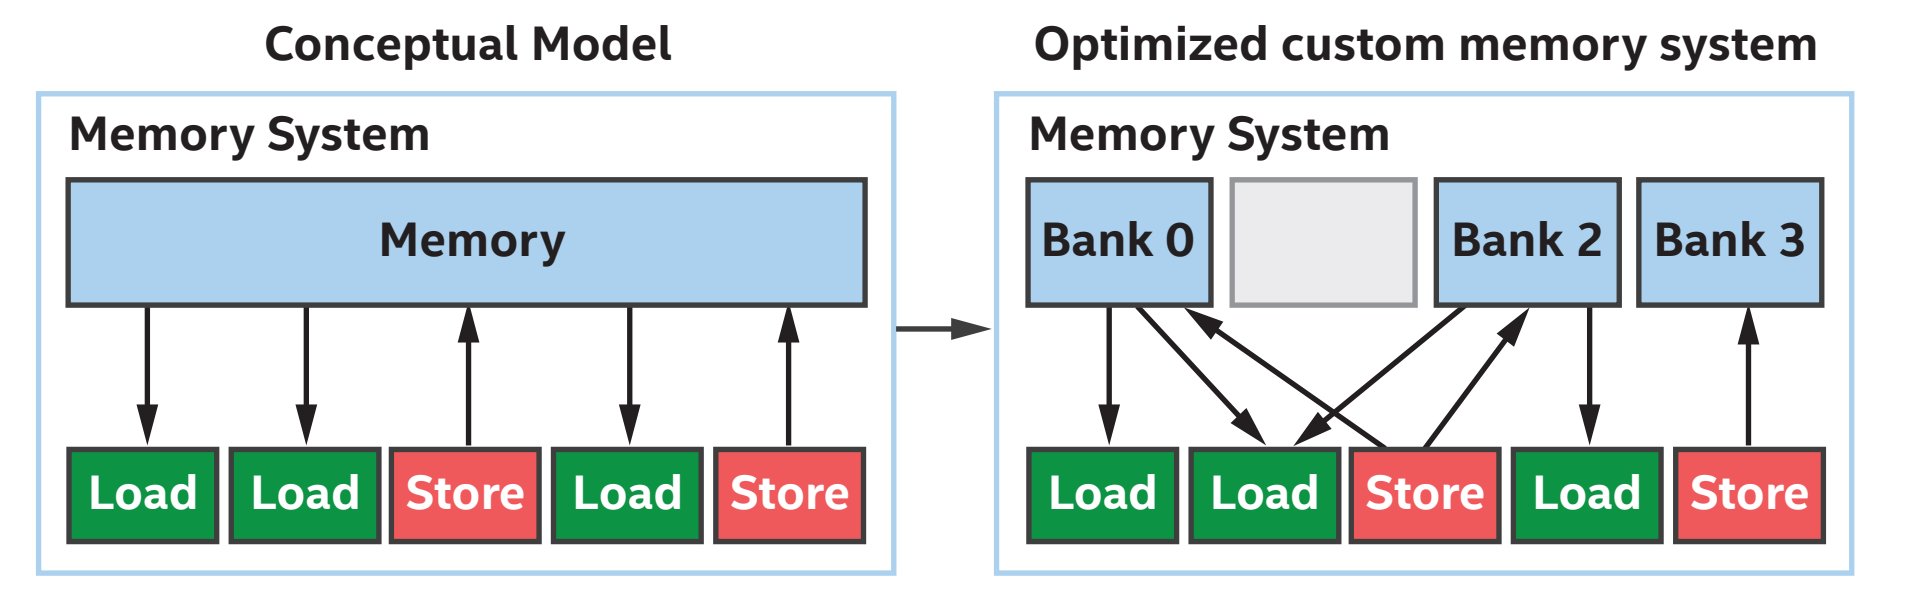 Conceptual Model
Optimized custom memory system
Memory System
Memory
Load
Load
Store
Load
Store
Memory System
Bank 0
Bank 2
Bank 3
Load
Load
Store
Load
Store